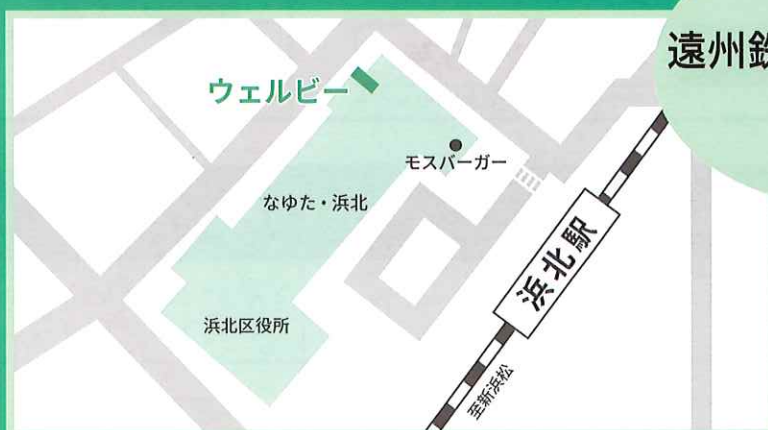 遠州鉄
ウェルビー
モスバーガー
なゆた・浜北
浜北駅
浜北区役所
至新浜松